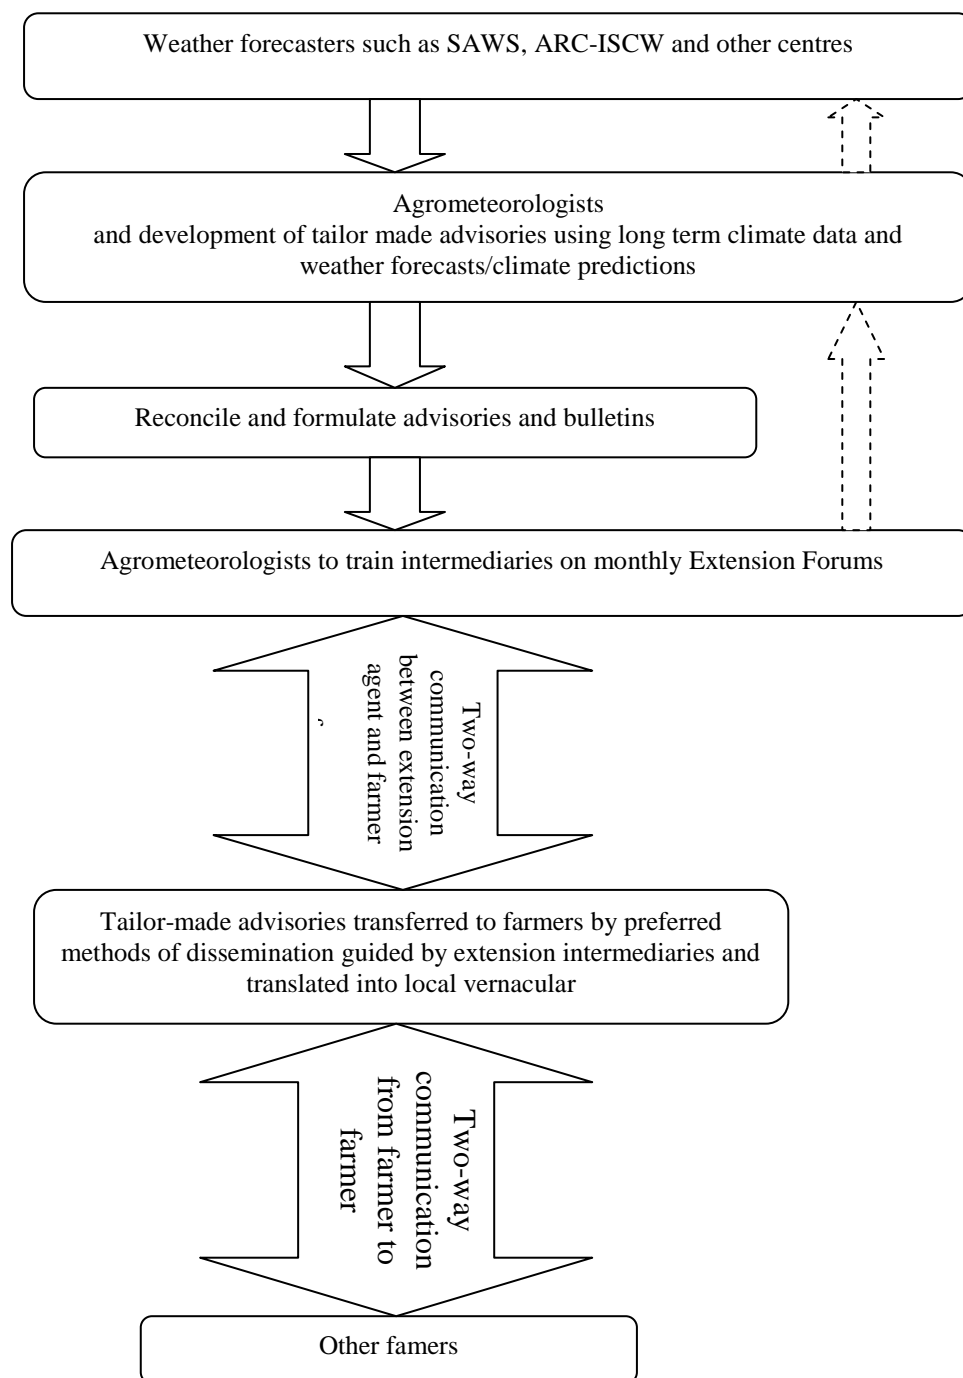 Weather forecasters such as SAWS, ARC-ISCW and other centres
Agrometeorologists
and development of tailor made advisories using long term climate data and
weather forecasts/climate predictions
Reconcile and formulate advisories and bulletins
Agrometeorologists to train intermediaries on monthly Extension Forums
Two-way
communication
between extension
agent and farmer
Tailor-made advisories transferred to farmers by preferred
methods of dissemination guided by extension intermediaries and
translated into local vernacular
Two-way
communication
from farmer to
farmer
Other famers